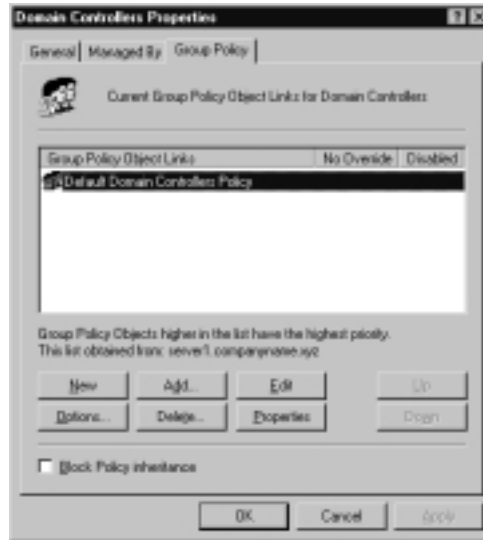 Domain Controllers Properties
General Managed By Group Policy
Current Group Policy Object Links for Domain Controllers
Group Policy Object Links No Override Disabled
Default Domain Controllers Policy
Group Policy Objects higher in the list have the highest priority.
This list obtained from: server1.companyname.xyz
New Add... Edit Up
Options... Delete... Properties Down
Block Policy inheritance
OK Cancel Apply